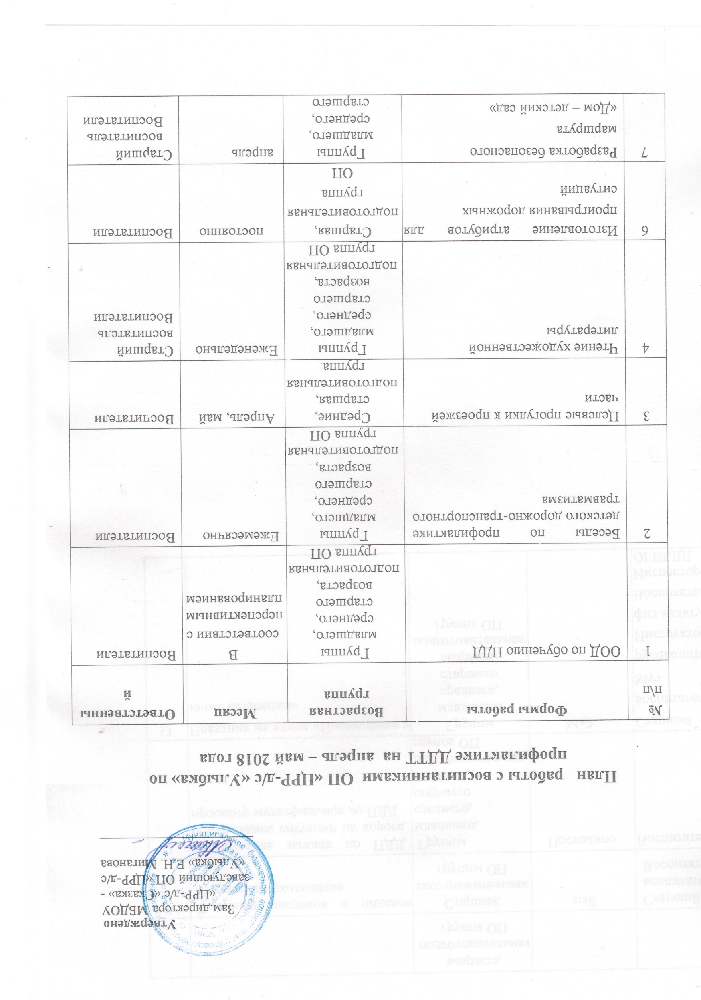 Утверждено
Зам директора МБДОУ
«ЦРР-д/с «Сказка» -
заведующий ОП «ЦРР-д/с
«Улыбка» Е.Н. Миганова
Муниципальное бюджетное
развития ребенка
План работы с воспитанниками ОП «ЦРР-д/с «Улыбка» по
профилактике ДДТТ на апрель – май 2018 года
№
п\п
Формы работы
Возрастная
группа
Месяц
Ответственны
й
1
ООД по обучению ПДД
Группы
младшего,
среднего,
старшего
возраста,
подготовительная
группа ОП
В
соответствии с
перспективным
планированием
Воспитатели
2
Беседы по профилактике
детского дорожно-транспортного
травматизма
Группы
младшего,
среднего,
старшего
возраста,
подготовительная
группа ОП
Ежемесячно
Воспитатели
3
Целевые прогулки к проезжей
части
Средние,
старшая,
подготовительная
группа.
Апрель, май
Воспитатели
4
Чтение художественной
литературы
Группы
младшего,
среднего,
старшего
возраста,
подготовительная
группа ОП
Еженедельно
Старший
воспитатель
Воспитатели
6
Изготовление атрибутов для
проигрывания дорожных
ситуаций
Старшая,
подготовительная
группа
ОП
постоянно
Воспитатели
7
Разработка безопасного
маршрута
«Дом – детский сад»
Группы
младшего,
среднего,
старшего
апрель
Старший
воспитатель
Воспитатели